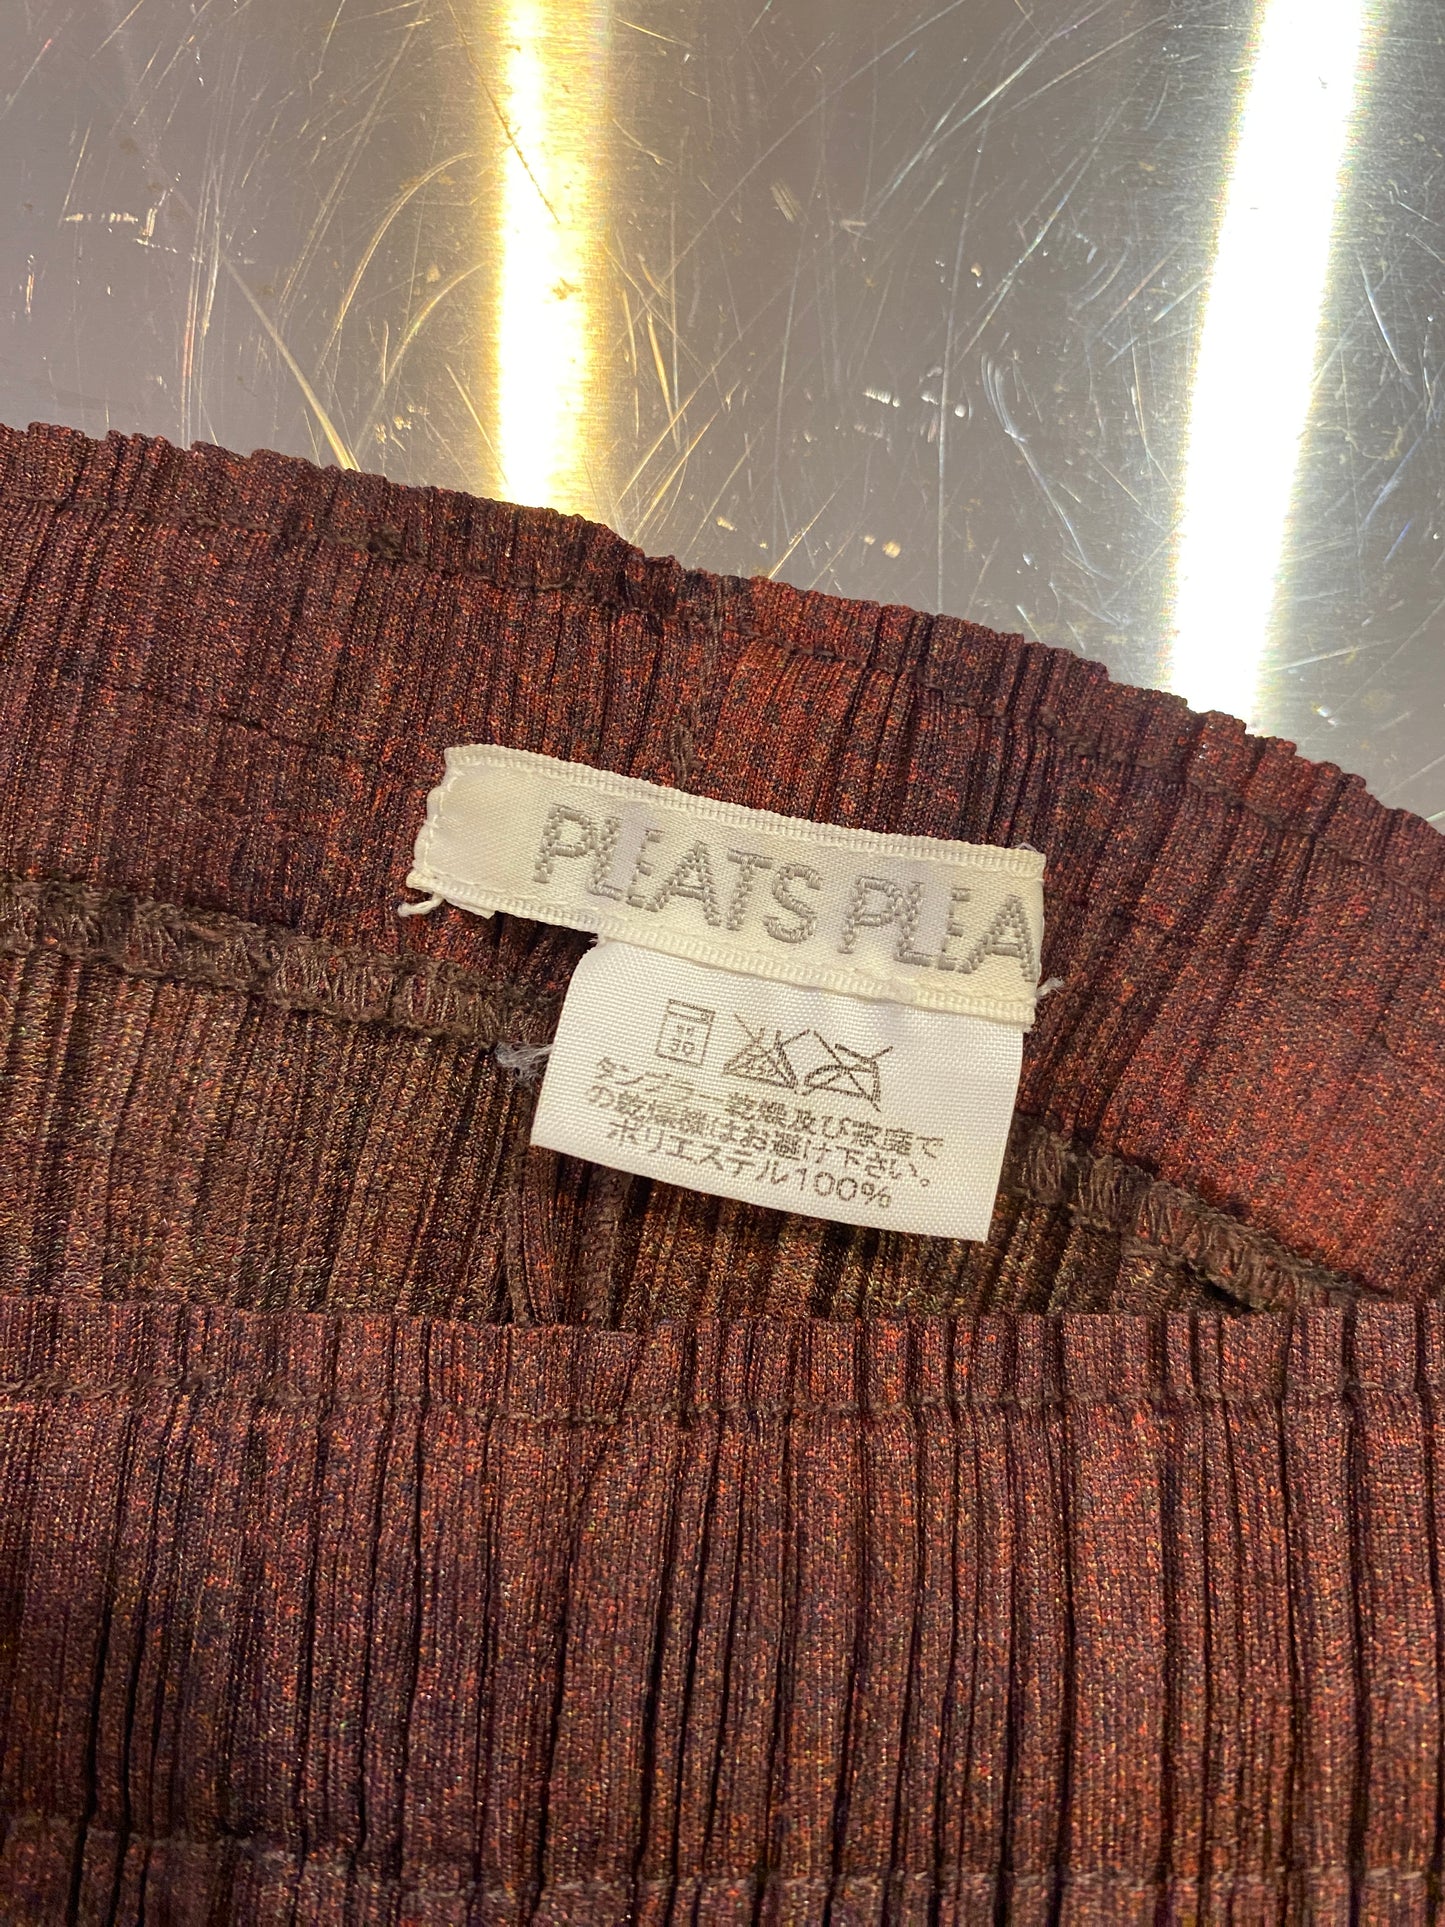 PLEATS PLEA
30
タンブラー乾燥及び家庭で
の乾燥機はお避け下さい。
ポリエステル100%